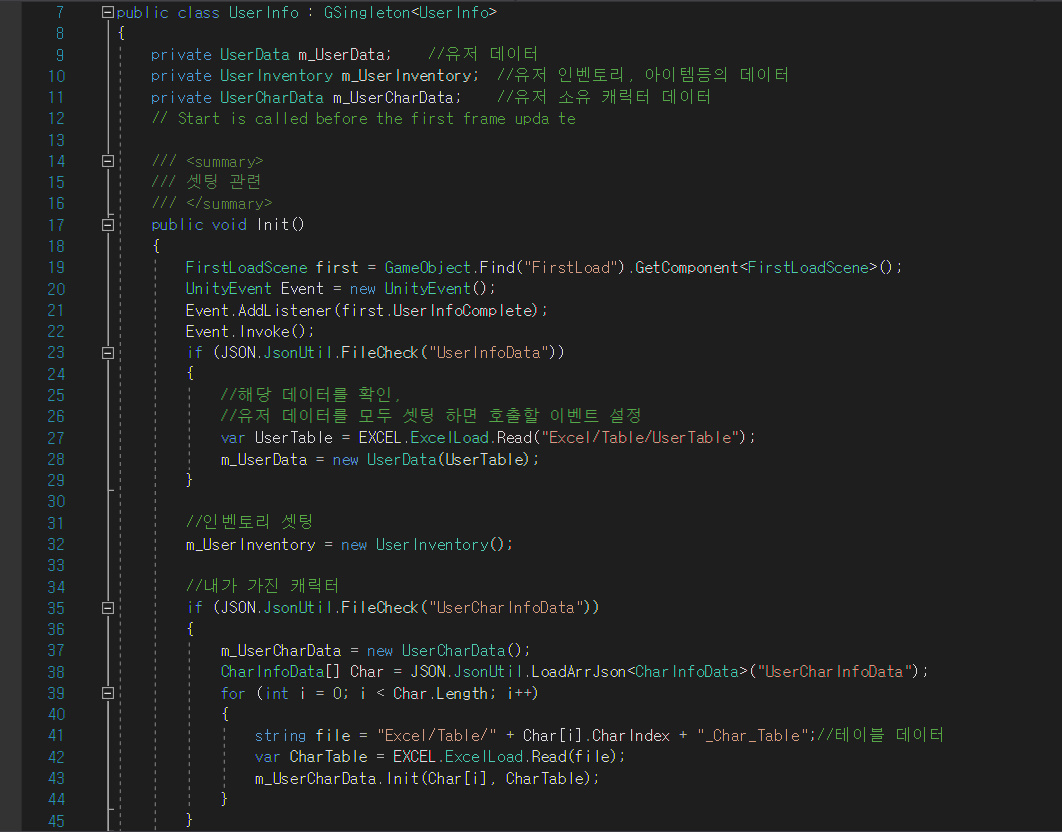 7 public class UserInfo : GSingleton<UserInfo>
8 {
9 private UserData m_UserData; //유저 데이터
10 private UserInventory m_UserInventory; //유저 인벤토리, 아이템등의 데이터
11 private UserCharData m_UserCharData; //유저 소유 캐릭터 데이터
12 // Start is called before the first frame upda te
13
14 /// <summary>
15 /// 셋팅 관련
16 /// </summary>
17 public void Init()
18 {
19 FirstLoadScene first = GameObject.Find("FirstLoad").GetComponent<FirstLoadScene>();
20 UnityEvent Event = new UnityEvent();
21 Event.AddListener(first.UserInfoComplete);
22 Event.Invoke();
23 if (JSON.JsonUtil.FileCheck("UserInfoData"))
24 {
25 //해당 데이터를 확인,
26 //유저 데이터를 모두 셋팅 하면 호출할 이벤트 설정
27 var UserTable = EXCEL.ExcelLoad.Read("Excel/Table/UserTable");
28 m_UserData = new UserData(UserTable);
29 }
30
31 //인벤토리 셋팅
32 m_UserInventory = new UserInventory();
33
34 //내가 가진 캐릭터
35 if (JSON.JsonUtil.FileCheck("UserCharInfoData"))
36 {
37 m_UserCharData = new UserCharData();
38 CharInfoData[] Char = JSON.JsonUtil.LoadArrJson<CharInfoData>("UserCharInfoData");
39 for (int i = 0; i < Char.Length; i++)
40 {
41 string file = "Excel/Table/" + Char[i].CharIndex + "_Char_Table";//테이블 데이터
42 var CharTable = EXCEL.ExcelLoad.Read(file);
43 m_UserCharData.Init(Char[i], CharTable);
44 }
45 }